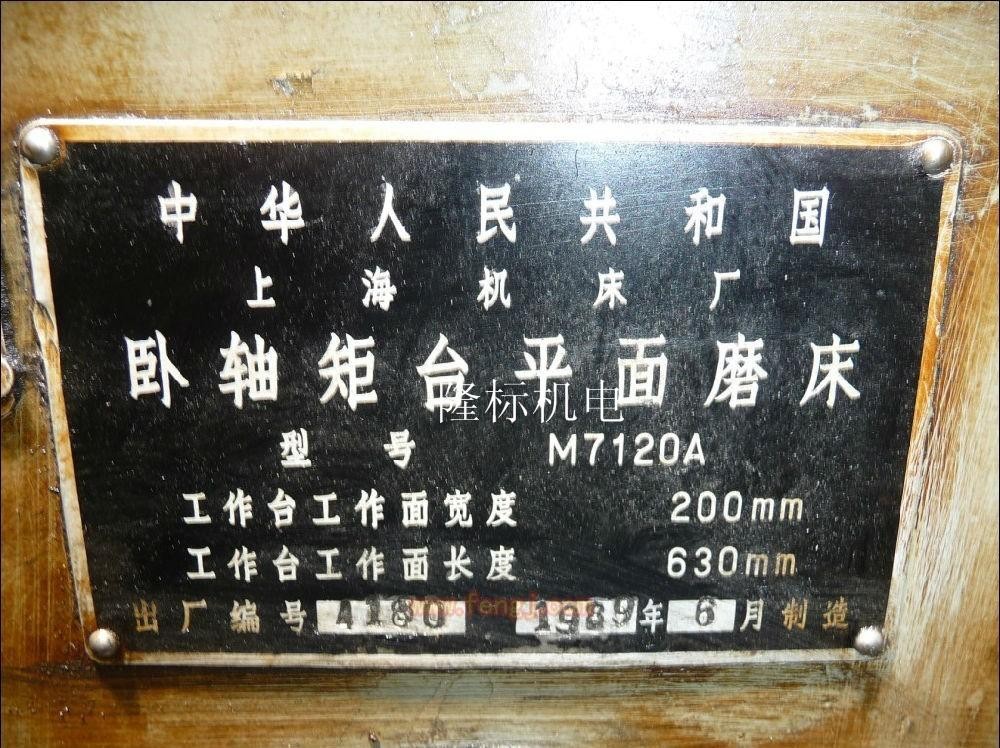 中华人民共和国
上海机床厂
卧轴矩台平面磨床
隆标机电
型号 M7120A
工作台工作面宽度 200mm
工作台工作面长度 630mm
出厂编号 4180 1989年6月制造